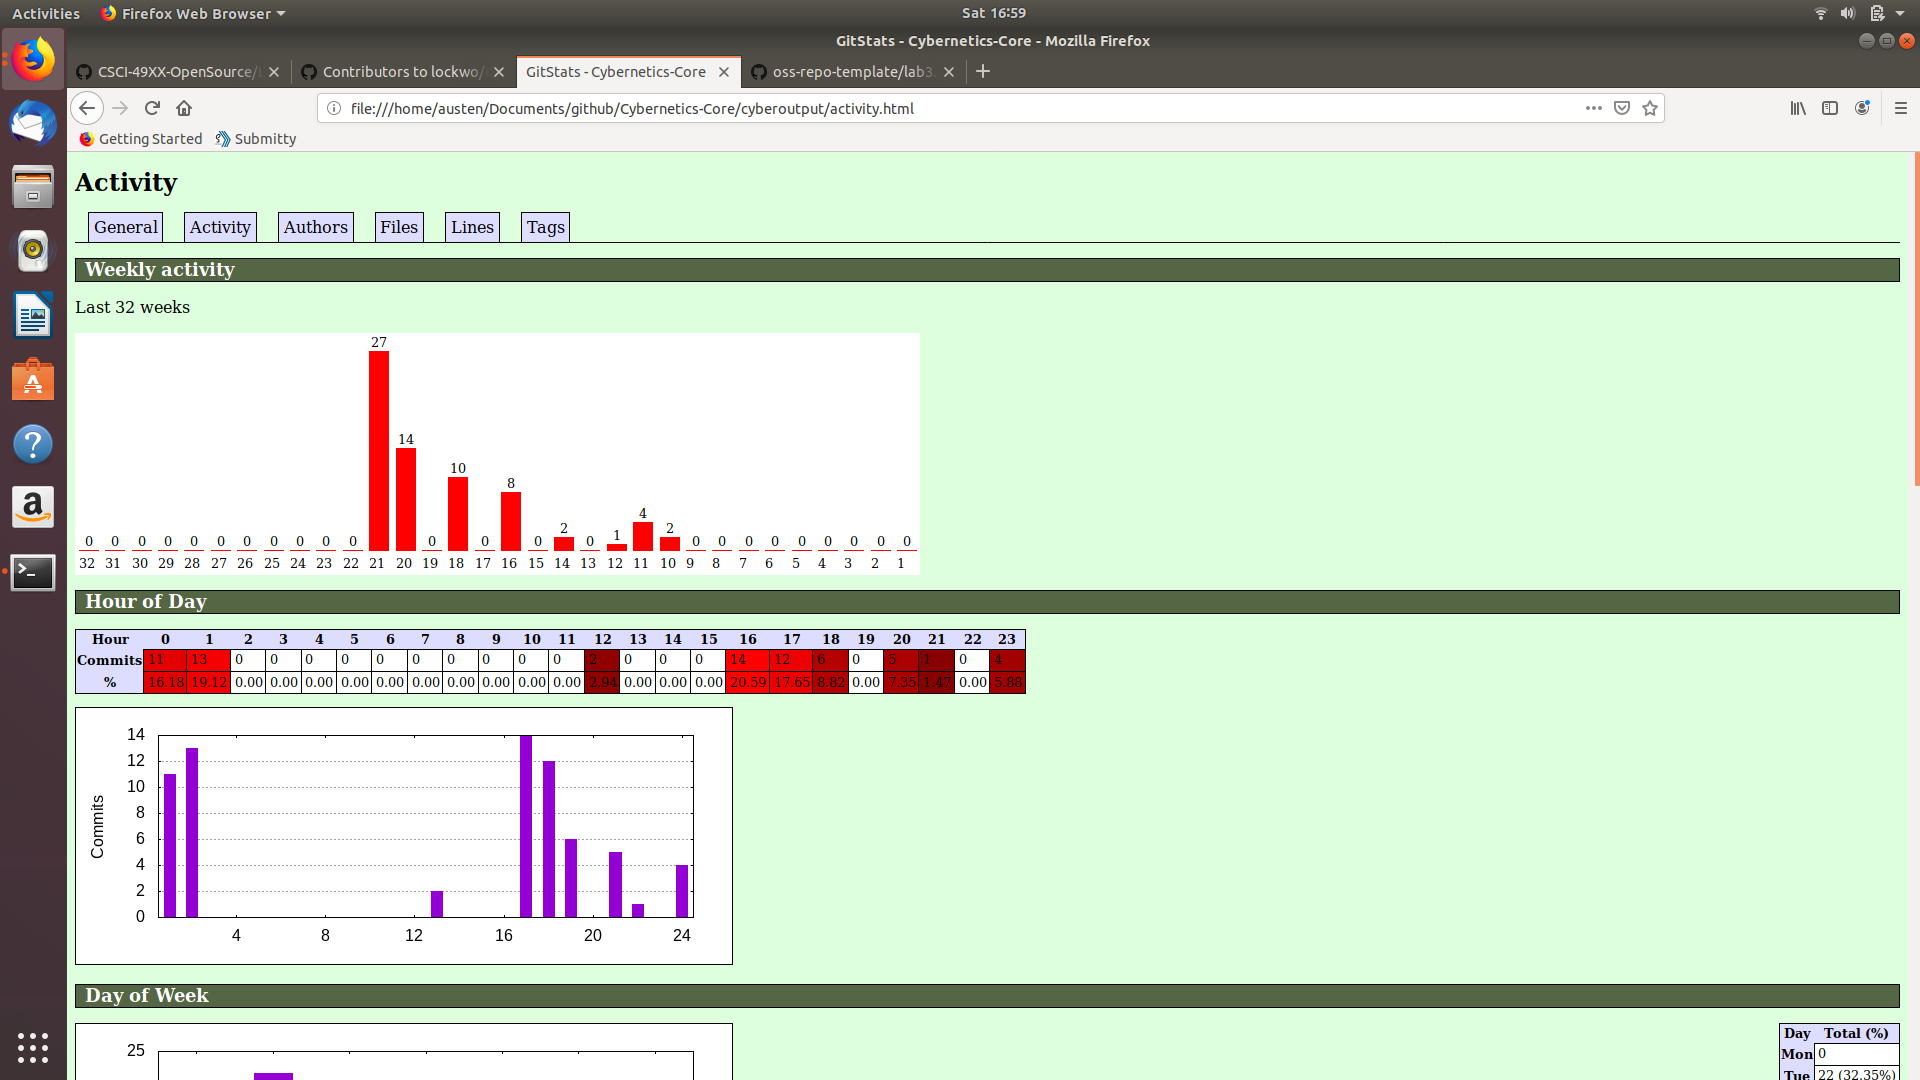 Activities Firefox Web Browser Sat 16:59
GitStats - Cybernetics-Core - Mozilla Firefox
CSCI-49XX-OpenSource/ Contributors to lockwo/ GitStats - Cybernetics-Core oss-repo-template/lab3
file:///home/austen/Documents/github/Cybernetics-Core/cyberoutput/activity.html
Getting Started Submitty
Activity
General Activity Authors Files Lines Tags
Weekly activity
Last 32 weeks
0 0 0 0 0 0 0 0 0 0 0 27 14 0 10 0 8 0 2 0 1 4 2 0 0 0 0 0 0 0 0 0
32 31 30 29 28 27 26 25 24 23 22 21 20 19 18 17 16 15 14 13 12 11 10 9 8 7 6 5 4 3 2 1
Hour of Day
Hour 0 1 2 3 4 5 6 7 8 9 10 11 12 13 14 15 16 17 18 19 20 21 22 23
Commits 11 13 0 0 0 0 0 0 0 0 0 0 2 0 0 0 14 12 6 0 5 1 0 4
% 16.18 19.12 0.00 0.00 0.00 0.00 0.00 0.00 0.00 0.00 0.00 0.00 2.94 0.00 0.00 0.00 20.59 17.65 8.82 0.00 7.35 1.47 0.00 5.88
14
12
10
8
6
4
2
0
Commits
4 8 12 16 20 24
Day of Week
25
Day Total (%)
Mon 0
Tue 22 (32.35%)